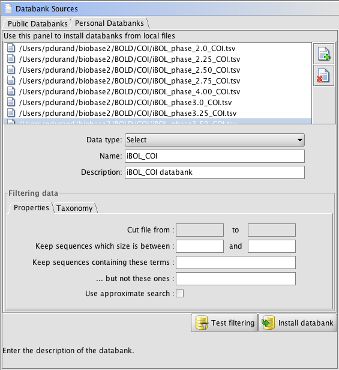 Databank Sources
Public Databanks Personal Databanks
Use this panel to install databanks from local files
/Users/pdurand/biobase2/BOLD/COI/iBOL_phase_2.0_COI.tsv
/Users/pdurand/biobase2/BOLD/COI/iBOL_phase_2.25_COI.tsv
/Users/pdurand/biobase2/BOLD/COI/iBOL_phase_2.50_COI.tsv
/Users/pdurand/biobase2/BOLD/COI/iBOL_phase_2.75_COI.tsv
/Users/pdurand/biobase2/BOLD/COI/iBOL_phase_4.00_COI.tsv
/Users/pdurand/biobase2/BOLD/COI/iBOL_phase3.0_COI.tsv
/Users/pdurand/biobase2/BOLD/COI/iBOL_phase3.25_COI.tsv
Data type: Select
Name: iBOL_COI
Description: iBOL_COI databank
Filtering data
Properties Taxonomy
Cut file from : to
Keep sequences which size is between : and
Keep sequences containing these terms :
... but not these ones :
Use approximate search :
Test filtering Install databank
Enter the description of the databank.